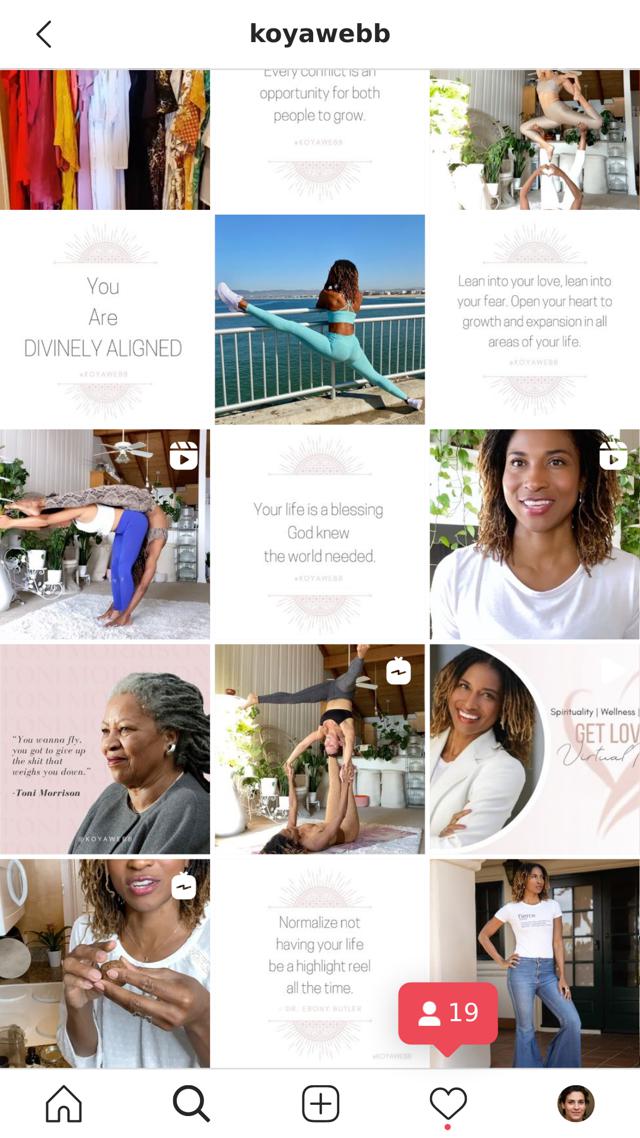 koyawebb
Every conflict is an
opportunity for both
people to grow.
@KOYAWEBB
You
Are
DIVINELY ALIGNED
@KOYAWEBB
Lean into your love, lean into
your fear. Open your heart to
growth and expansion in all
areas of your life.
@KOYAWEBB
Your life is a blessing
God knew
the world needed.
@KOYAWEBB
“You wanna fly,
you got to give up
the shit that
weighs you down.”
-Toni Morrison
@KOYAWEBB
Spirituality | Wellness |
GET LOV
Virtual
Normalize not
having your life
be a highlight reel
all the time.
- DR. EBONY BUTLER
@KOYAWEBB
fierce
19